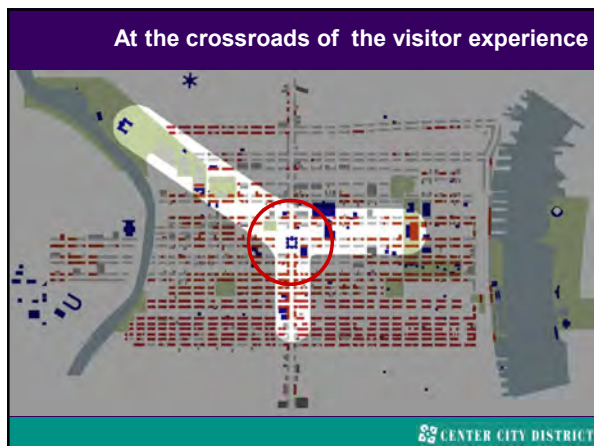 At the crossroads of the visitor experience
CENTER CITY DISTRICT